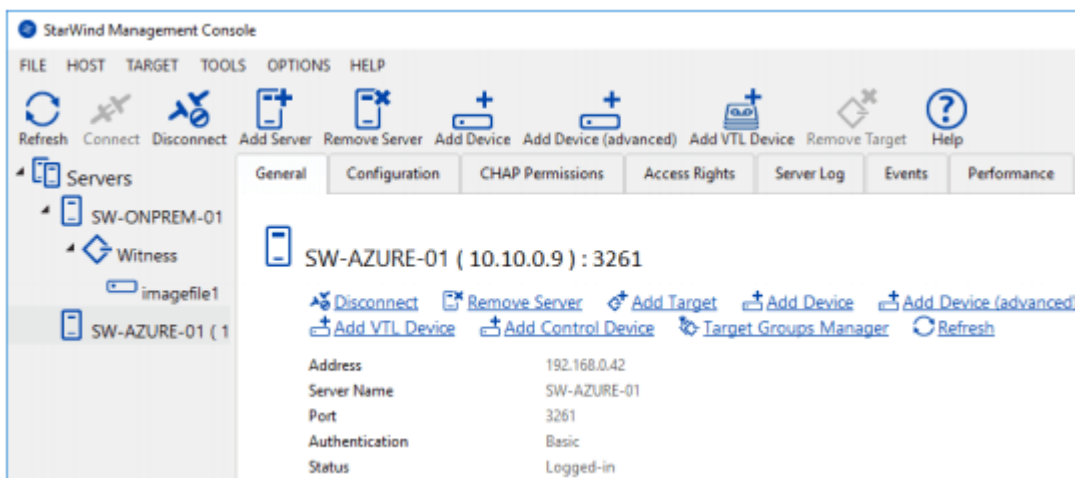 StarWind Management Console
FILE HOST TARGET TOOLS OPTIONS HELP
Refresh Connect Disconnect Add Server Remove Server Add Device Add Device (advanced) Add VTL Device Remove Target Help
Servers
SW-ONPREM-01
Witness
imagefile1
SW-AZURE-01 ( 1
General Configuration CHAP Permissions Access Rights Server Log Events Performance
SW-AZURE-01 ( 10.10.0.9 ) : 3261
Disconnect Remove Server Add Target Add Device Add Device (advanced)
Add VTL Device Add Control Device Target Groups Manager Refresh
Address 192.168.0.42
Server Name SW-AZURE-01
Port 3261
Authentication Basic
Status Logged-in